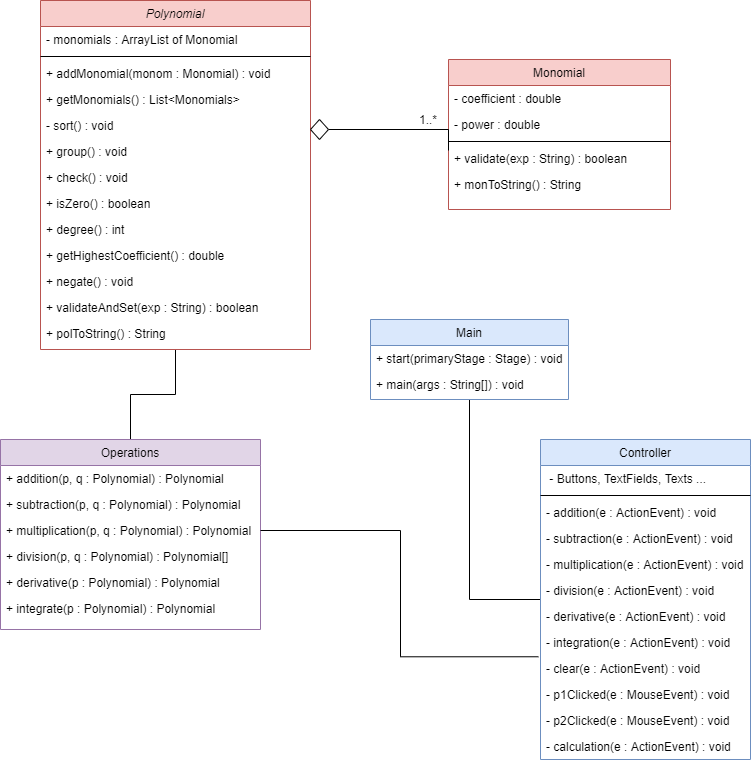 Polynomial
- monomials : ArrayList of Monomial
+ addMonomial(monom : Monomial) : void
+ getMonomials() : List<Monomials>
- sort() : void
+ group() : void
+ check() : void
+ isZero() : boolean
+ degree() : int
+ getHighestCoefficient() : double
+ negate() : void
+ validateAndSet(exp : String) : boolean
+ polToString() : String
1..*
Monomial
- coefficient : double
- power : double
+ validate(exp : String) : boolean
+ monToString() : String
Main
+ start(primaryStage : Stage) : void
+ main(args : String[]) : void
Operations
+ addition(p, q : Polynomial) : Polynomial
+ subtraction(p, q : Polynomial) : Polynomial
+ multiplication(p, q : Polynomial) : Polynomial
+ division(p, q : Polynomial) : Polynomial[]
+ derivative(p : Polynomial) : Polynomial
+ integrate(p : Polynomial) : Polynomial
Controller
- Buttons, TextFields, Texts ...
- addition(e : ActionEvent) : void
- subtraction(e : ActionEvent) : void
- multiplication(e : ActionEvent) : void
- division(e : ActionEvent) : void
- derivative(e : ActionEvent) : void
- integration(e : ActionEvent) : void
- clear(e : ActionEvent) : void
- p1Clicked(e : MouseEvent) : void
- p2Clicked(e : MouseEvent) : void
- calculation(e : ActionEvent) : void